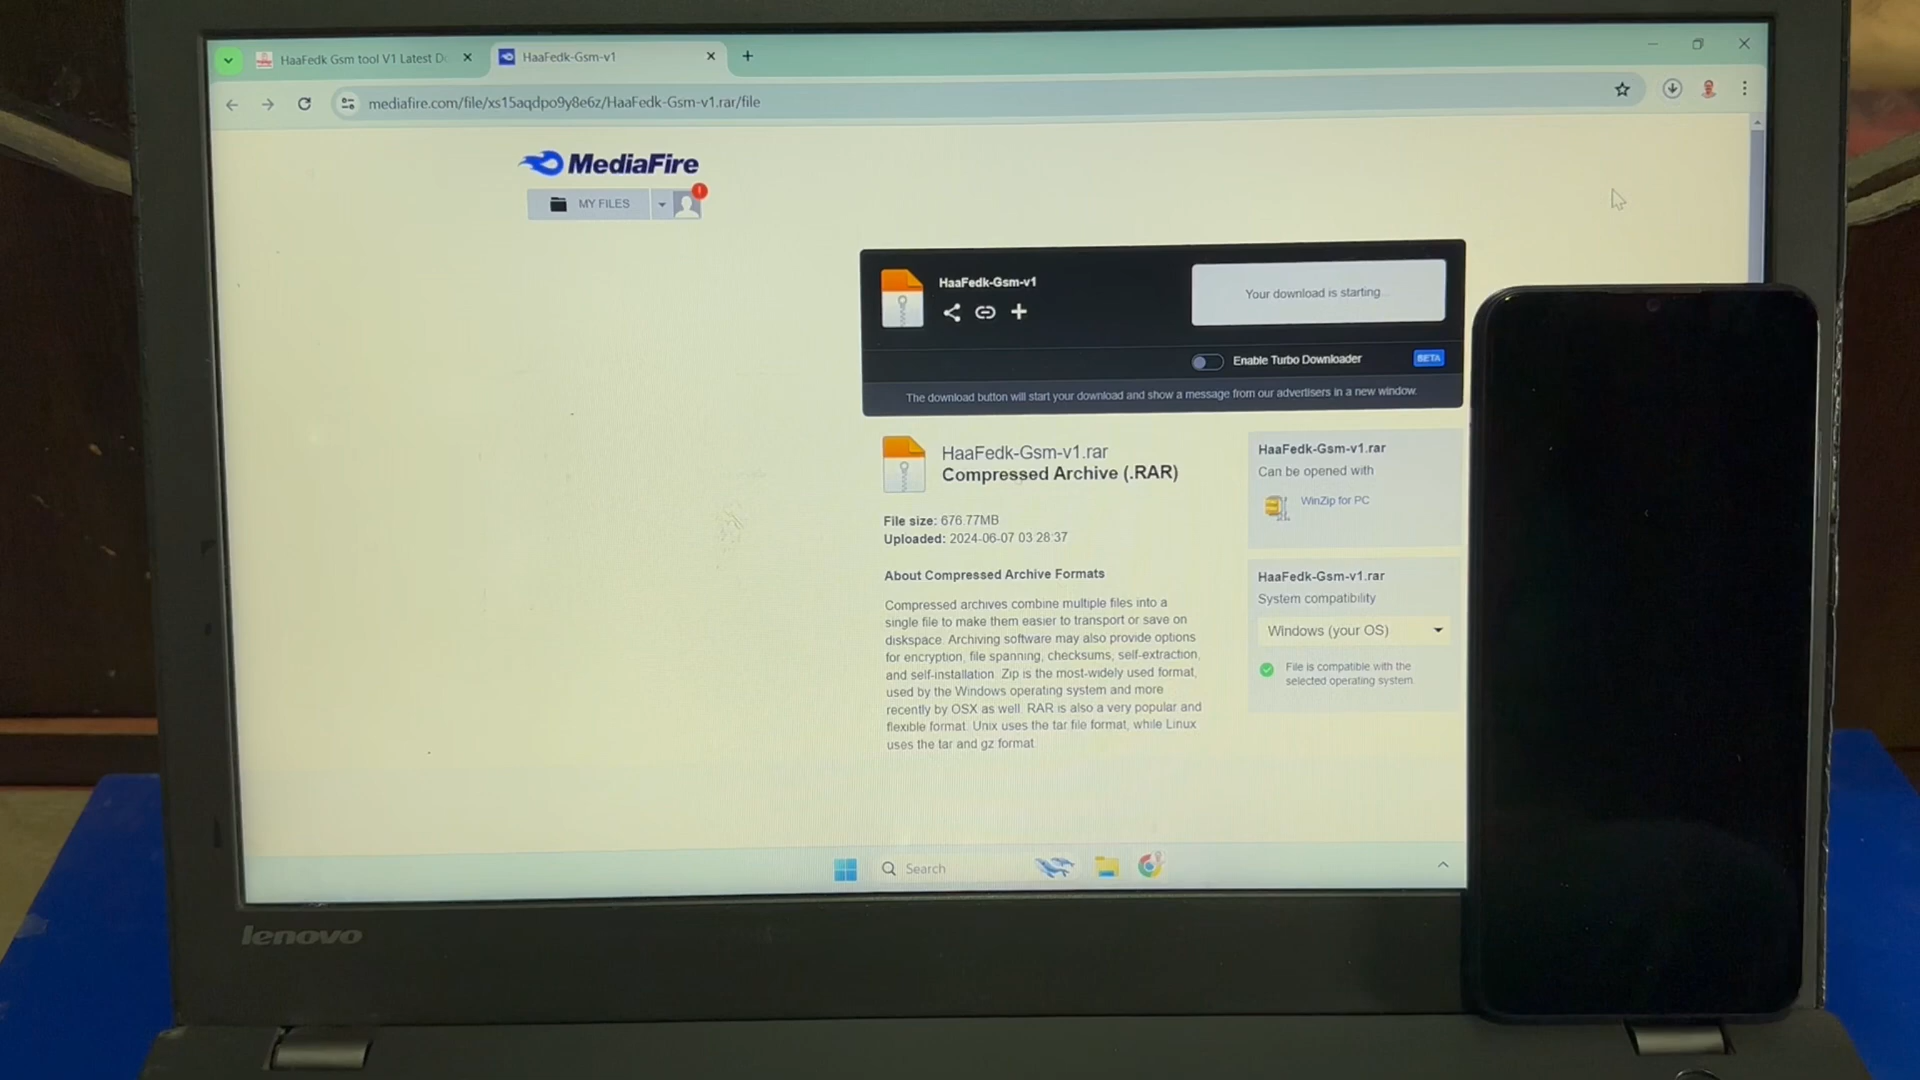 HaaFedk Gsm tool V1 Latest Do
HaaFedk-Gsm-v1
mediafire.com/file/xs15aqdpo9y8e6z/HaaFedk-Gsm-v1.rar/file
MediaFire
MY FILES
HaaFedk-Gsm-v1
Your download is starting..
Enable Turbo Downloader
BETA
The download button will start your download and show a message from our advertisers in a new window.
HaaFedk-Gsm-v1.rar
Compressed Archive (.RAR)
File size: 676.77MB
Uploaded: 2024-06-07 03:28:37
About Compressed Archive Formats
Compressed archives combine multiple files into a
single file to make them easier to transport or save on
diskspace. Archiving software may also provide options
for encryption, file spanning, checksums, self-extraction,
and self-installation. Zip is the most-widely used format,
used by the Windows operating system and more
recently by OSX as well. RAR is also a very popular and
flexible format. Unix uses the tar file format, while Linux
uses the tar and gz format.
HaaFedk-Gsm-v1.rar
Can be opened with
WinZip for PC
HaaFedk-Gsm-v1.rar
System compatibility
Windows (your OS)
File is compatible with the
selected operating system.
Search
lenovo